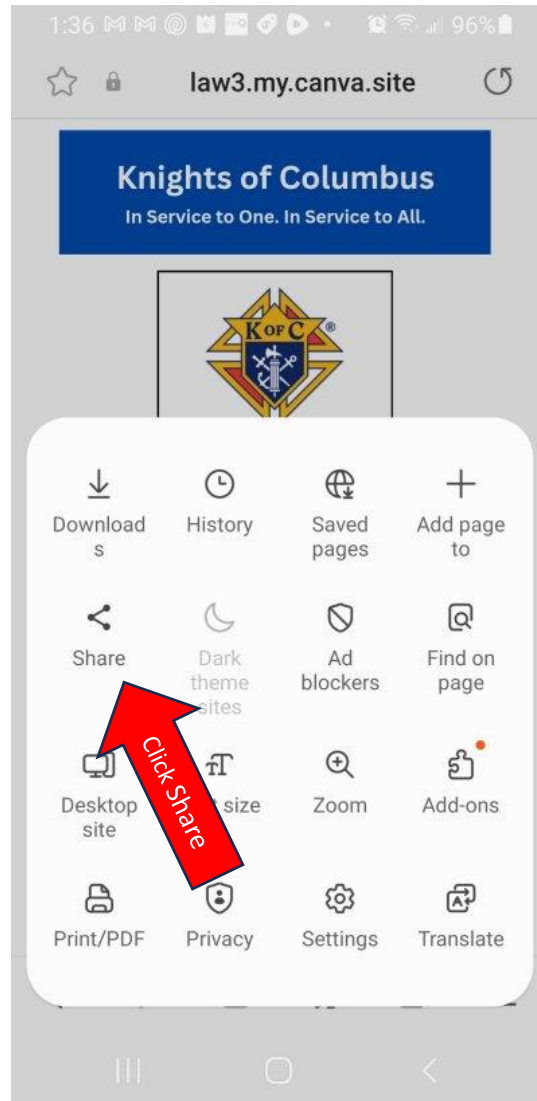 1:36 96%
law3.my.canva.site
Knights of Columbus
In Service to One. In Service to All.
K OF C ®
Download
s
History
Saved
pages
Add page
to
Share
Dark
theme
sites
Ad
blockers
Find on
page
Click Share
Desktop
site
size
Zoom
Add-ons
Print/PDF
Privacy
Settings
Translate